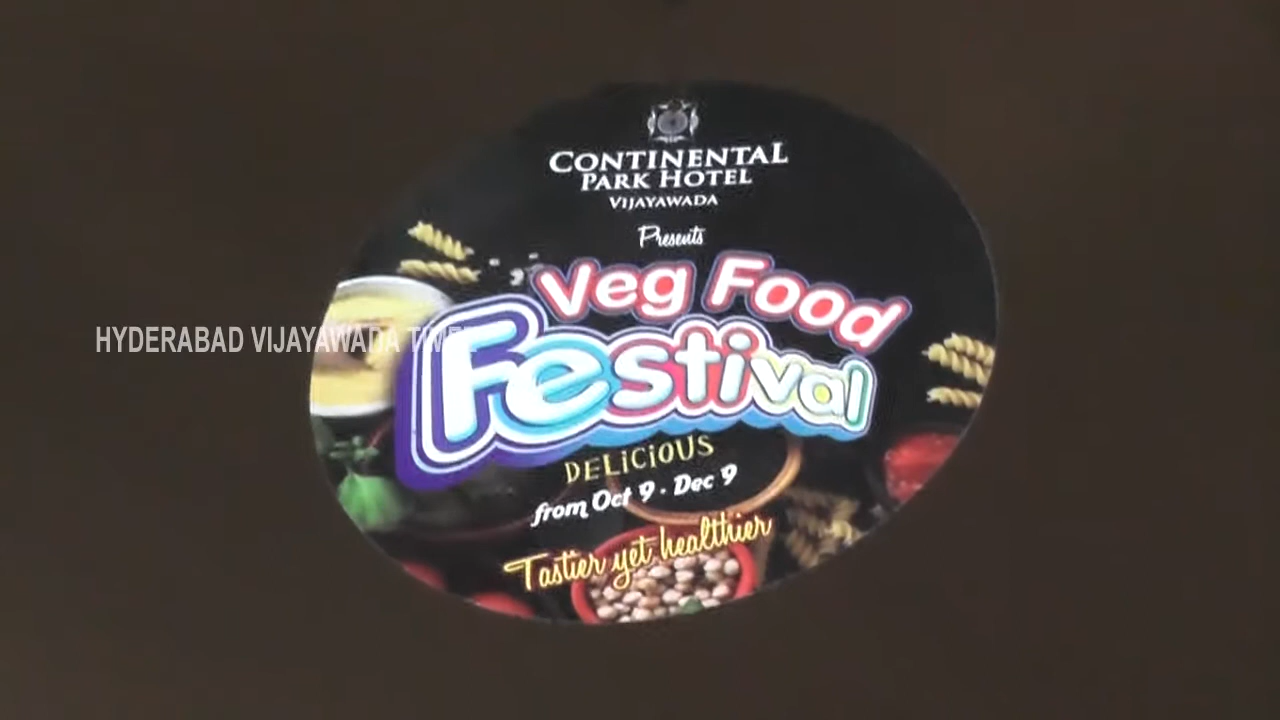 CONTINENTAL
PARK HOTEL
VIJAYAWADA
Presents
Veg Food
Festival
DELiCiOUS
from Oct 9 - Dec 9
Tastier yet healthier
HYDERABAD VIJAYAWADA